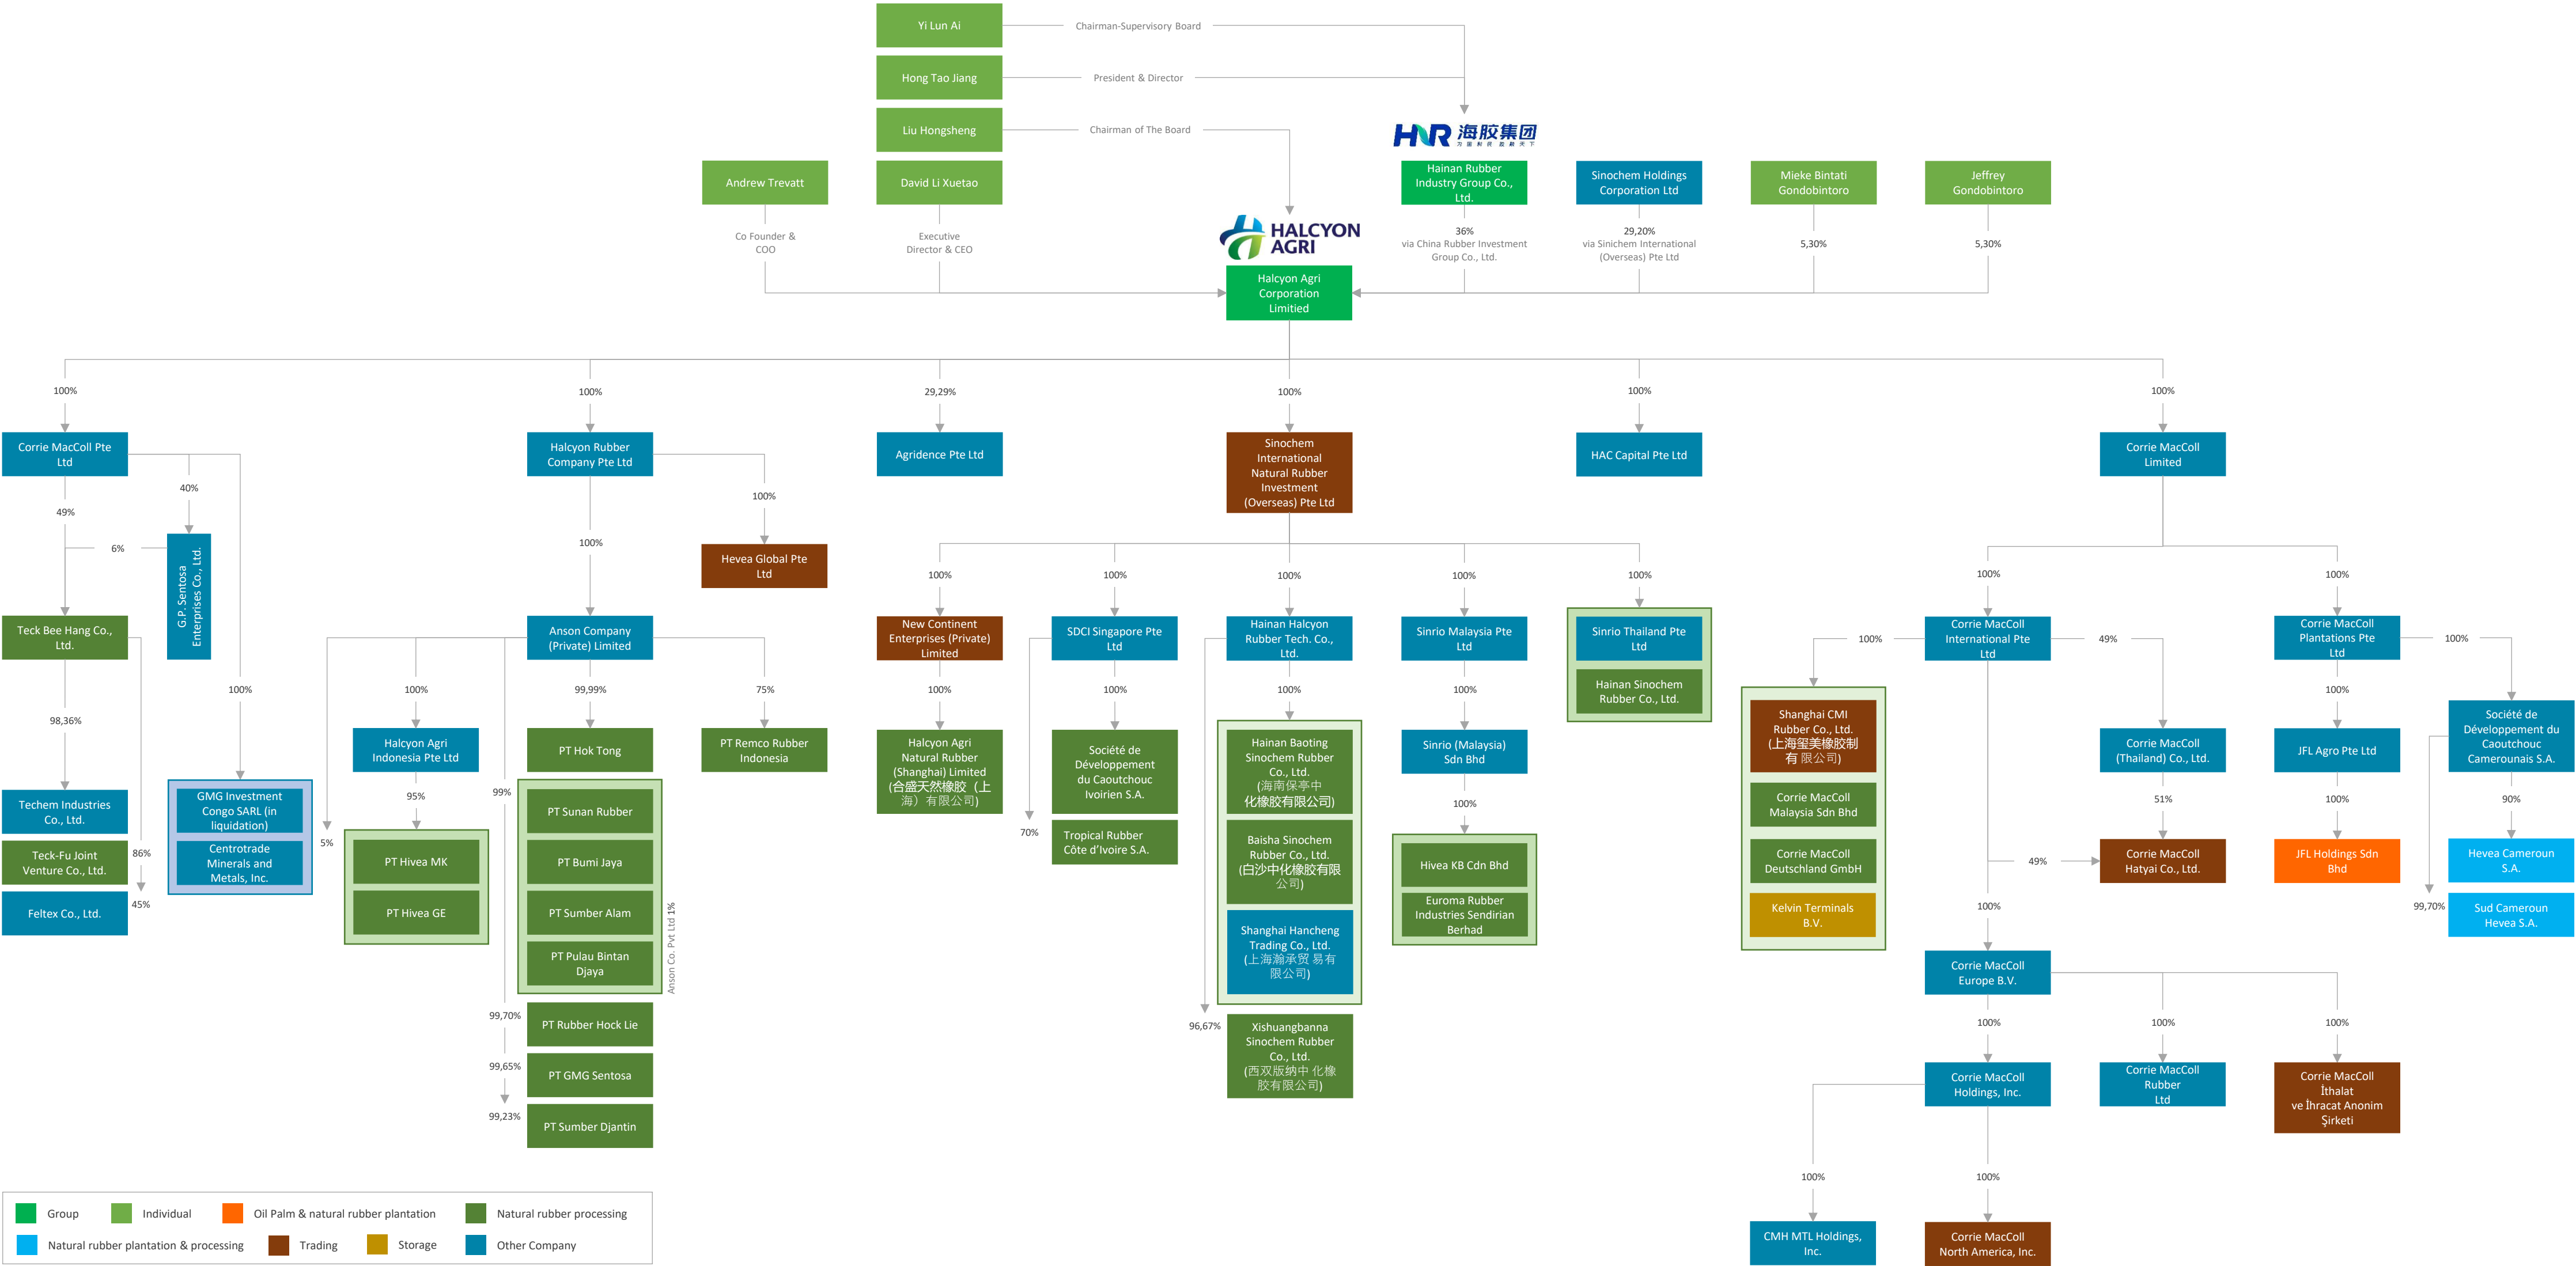 Yi Lun Ai
Chairman-Supervisory Board
Hong Tao Jiang
President & Director
Liu Hongsheng
Chairman of The Board
HNR 海胶集团
Andrew Trevatt
David Li Xuetao
Hainan Rubber
Industry Group Co.,
Ltd.
Sinochem Holdings
Corporation Ltd
Mieke Bintati
Gondobintoro
Jeffrey
Gondobintoro
Co Founder &
COO
Executive
Director & CEO
HALCYON
AGRI
36%
via China Rubber Investment
Group Co., Ltd.
29,20%
via Sinichem International
(Overseas) Pte Ltd
5,30%
5,30%
Halcyon Agri
Corporation
Limitied
100%
100%
29,29%
100%
100%
100%
Corrie MacColl Pte
Ltd
Halcyon Rubber
Company Pte Ltd
Agridence Pte Ltd
Sinochem
International
Natural Rubber
Investment
(Overseas) Pte Ltd
HAC Capital Pte Ltd
Corrie MacColl
Limited
40%
49%
6%
G.P. Sentosa
Enterprises Co., Ltd.
100%
100%
Hevea Global Pte
Ltd
100%
100%
100%
100%
100%
100%
100%
Teck Bee Hang Co.,
Ltd.
Anson Company
(Private) Limited
New Continent
Enterprises (Private)
Limited
SDCI Singapore Pte
Ltd
Hainan Halcyon
Rubber Tech. Co.,
Ltd.
Sinrio Malaysia Pte
Ltd
Sinrio Thailand Pte
Ltd
Hainan Sinochem
Rubber Co., Ltd.
100%
Corrie MacColl
International Pte
Ltd
49%
Corrie MacColl
Plantations Pte
Ltd
100%
98,36%
100%
100%
99,99%
75%
100%
100%
100%
100%
100%
Halcyon Agri
Indonesia Pte Ltd
PT Hok Tong
PT Remco Rubber
Indonesia
Halcyon Agri
Natural Rubber
(Shanghai) Limited
(合盛天然橡胶（上
海）有限公司)
Société de
Développement
du Caoutchouc
Ivoirien S.A.
Hainan Baoting
Sinochem Rubber
Co., Ltd.
(海南保亭中
化橡胶有限公司)
Sinrio (Malaysia)
Sdn Bhd
Shanghai CMI
Rubber Co., Ltd.
(上海玺美橡胶制
有 限公司)
Corrie MacColl
(Thailand) Co., Ltd.
JFL Agro Pte Ltd
Société de
Développement du
Caoutchouc
Camerounais S.A.
Techem Industries
Co., Ltd.
GMG Investment
Congo SARL (in
liquidation)
Centrotrade
Minerals and
Metals, Inc.
5%
95%
99%
PT Sunan Rubber
70%
Tropical Rubber
Côte d’Ivoire S.A.
100%
Corrie MacColl
Malaysia Sdn Bhd
51%
100%
90%
Teck-Fu Joint
Venture Co., Ltd.
86%
PT Hivea MK
PT Bumi Jaya
Baisha Sinochem
Rubber Co., Ltd.
(白沙中化橡胶有限
公司)
Hivea KB Cdn Bhd
Corrie MacColl
Deutschland GmbH
49%
Corrie MacColl
Hatyai Co., Ltd.
JFL Holdings Sdn
Bhd
Hevea Cameroun
S.A.
Feltex Co., Ltd.
45%
PT Hivea GE
PT Sumber Alam
Euroma Rubber
Industries Sendirian
Berhad
Kelvin Terminals
B.V.
100%
99,70%
Sud Cameroun
Hevea S.A.
PT Pulau Bintan
Djaya
Anson Co. Pvt Ltd 1%
Shanghai Hancheng
Trading Co., Ltd.
(上海瀚承贸 易有
限公司)
Corrie MacColl
Europe B.V.
99,70%
PT Rubber Hock Lie
96,67%
Xishuangbanna
Sinochem Rubber
Co., Ltd.
(西双版纳中 化橡
胶有限公司)
100%
100%
100%
99,65%
PT GMG Sentosa
Corrie MacColl
Holdings, Inc.
Corrie MacColl
Rubber
Ltd
Corrie MacColl
İthalat
ve İhracat Anonim
Şirketi
99,23%
PT Sumber Djantin
100%
100%
CMH MTL Holdings,
Inc.
Corrie MacColl
North America, Inc.
Group
Individual
Oil Palm & natural rubber plantation
Natural rubber processing
Natural rubber plantation & processing
Trading
Storage
Other Company